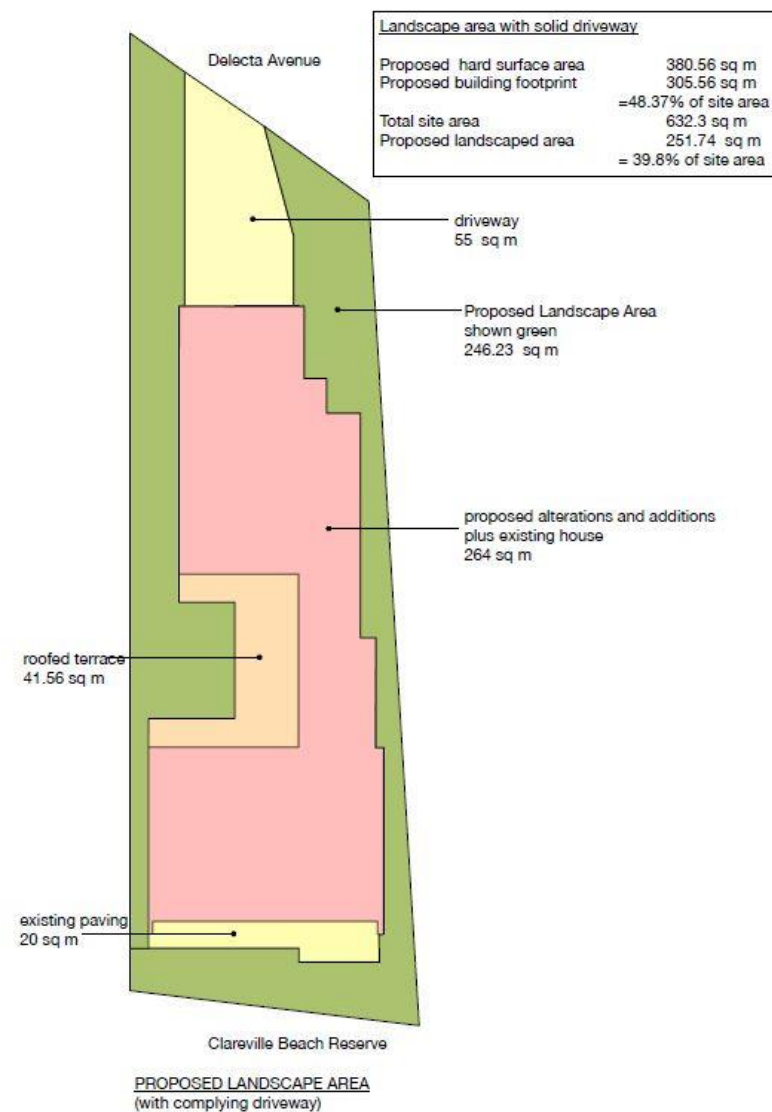 Landscape area with solid driveway
Proposed hard surface area 380.56 sq m
Proposed building footprint 305.56 sq m
=48.37% of site area
Total site area 632.3 sq m
Proposed landscaped area 251.74 sq m
= 39.8% of site area
Delecta Avenue
driveway
55 sq m
Proposed Landscape Area
shown green
246.23 sq m
proposed alterations and additions
plus existing house
264 sq m
roofed terrace
41.56 sq m
existing paving
20 sq m
Clareville Beach Reserve
PROPOSED LANDSCAPE AREA
(with complying driveway)